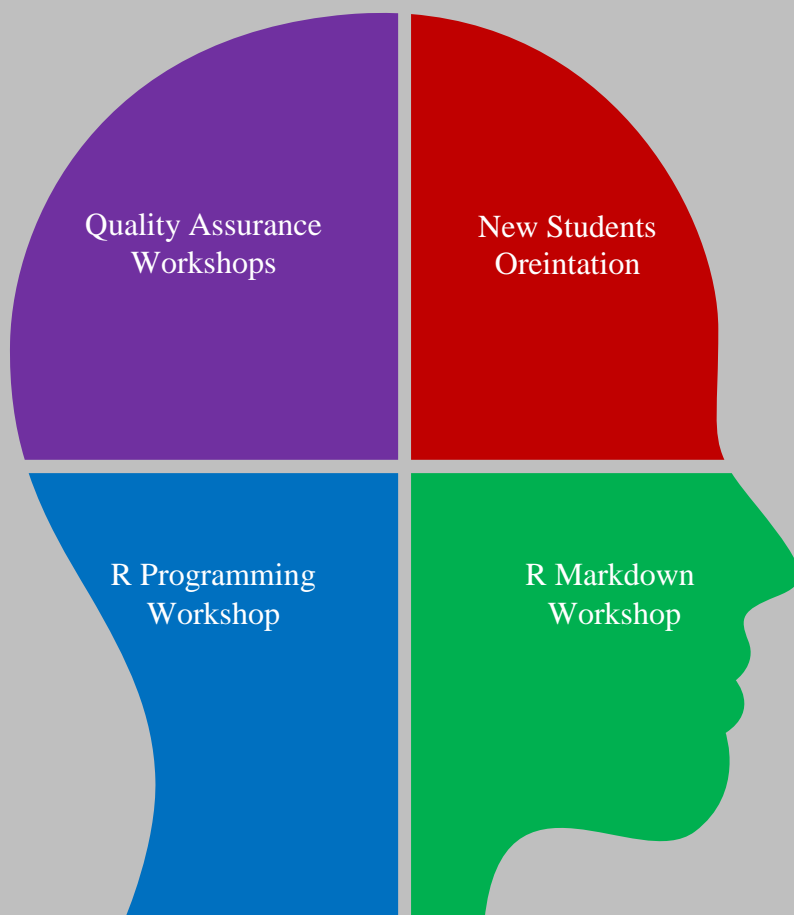 Quality Assurance
Workshops
New Students
Oreintation
R Programming
Workshop
R Markdown
Workshop